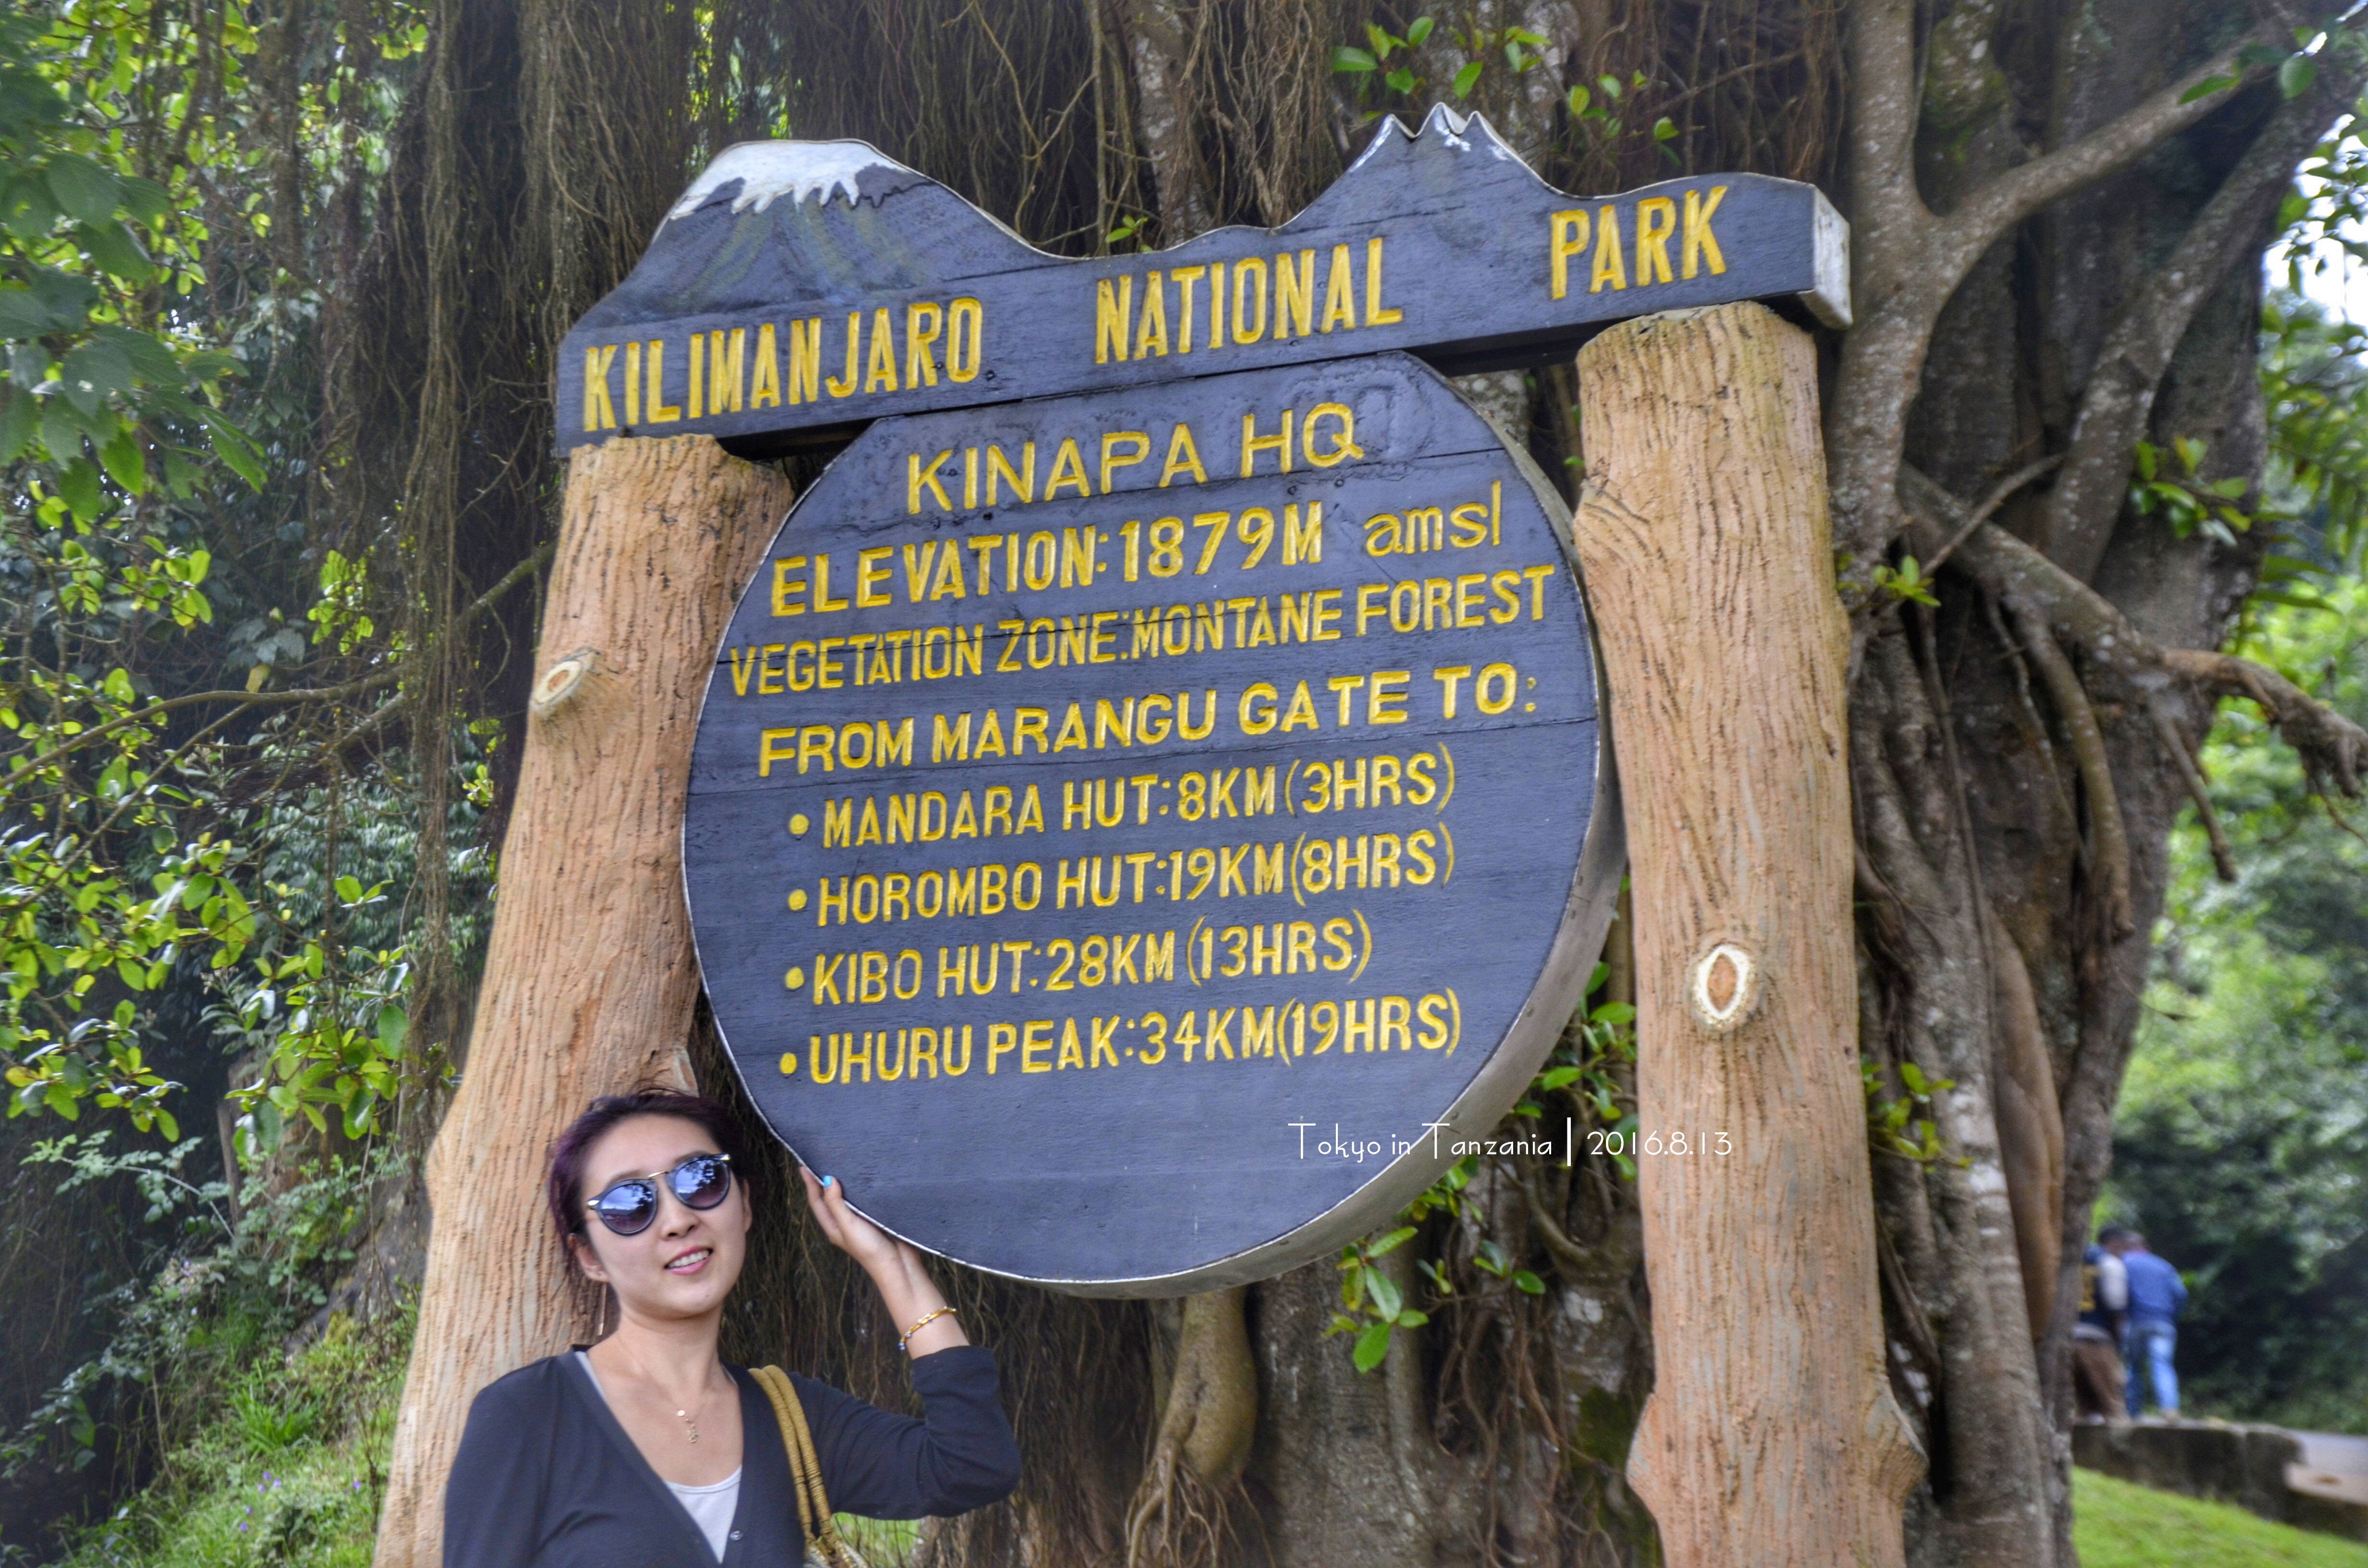 KILIMANJARO NATIONAL PARK
KINAPA HQ
ELEVATION:1879M amsl
VEGETATION ZONE:MONTANE FOREST
FROM MARANGU GATE TO:
• MANDARA HUT:8KM(3HRS)
• HOROMBO HUT:19KM(8HRS)
• KIBO HUT:28KM(13HRS)
• UHURU PEAK:34KM(19HRS)
Tokyo in Tanzania | 2016.8.13